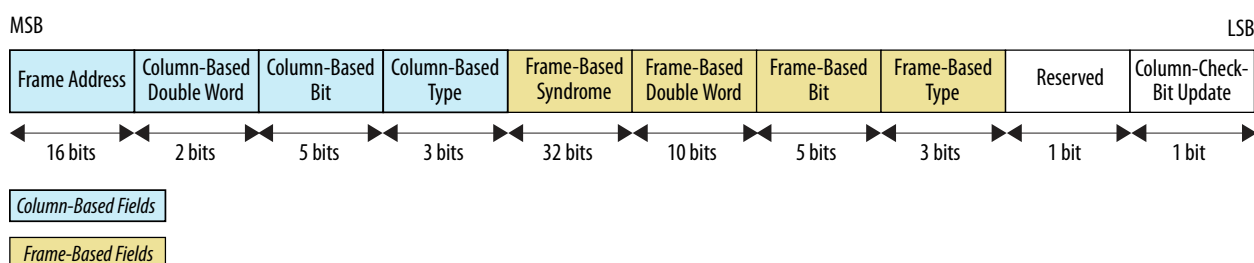 MSB
LSB
Frame Address
Column-Based
Double Word
Column-Based
Bit
Column-Based
Type
Frame-Based
Syndrome
Frame-Based
Double Word
Frame-Based
Bit
Frame-Based
Type
Reserved
Column-Check-
Bit Update
16 bits
2 bits
5 bits
3 bits
32 bits
10 bits
5 bits
3 bits
1 bit
1 bit
Column-Based Fields
Frame-Based Fields